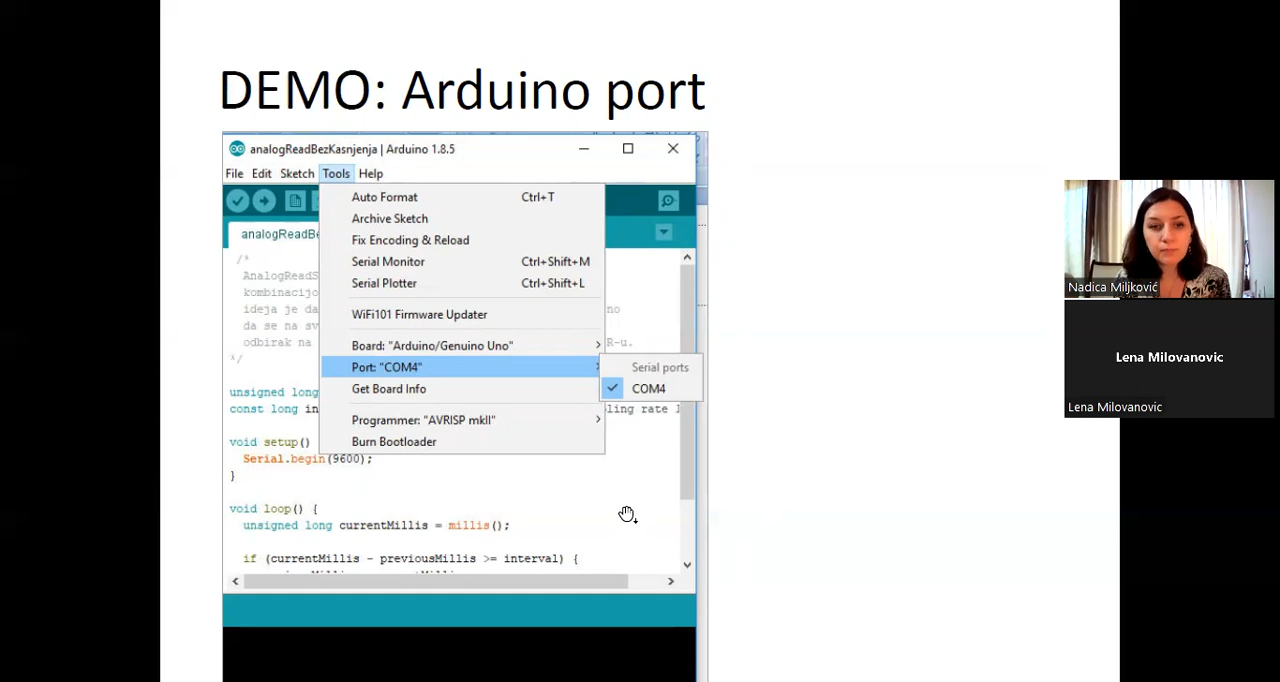 DEMO: Arduino port
analogReadBezKasnjenja | Arduino 1.8.5
File Edit Sketch Tools Help
Auto Format Ctrl+T
Archive Sketch
analogReadBe
Fix Encoding & Reload
/*
Serial Monitor Ctrl+Shift+M
AnalogReadS
Serial Plotter Ctrl+Shift+L
kombinacijo
ideja je da WiFi101 Firmware Updater no
da se na sv
odbirak na Board: "Arduino/Genuino Uno" R-u.
*/
Port: "COM4" Serial ports
Get Board Info COM4
unsigned long
const long in ling rate
Programmer: "AVRISP mkII"
Burn Bootloader
void setup()
Serial.begin(9600);
}
void loop() {
unsigned long currentMillis = millis();
if (currentMillis - previousMillis >= interval) {
Nadica Miljković
Lena Milovanovic
Lena Milovanovic